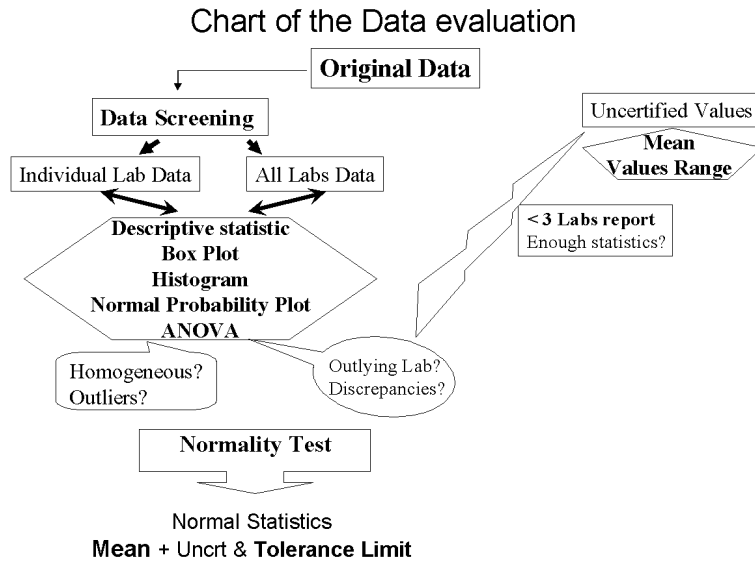 Chart of the Data evaluation
Original Data
Data Screening
Individual Lab Data
All Labs Data
Descriptive statistic
Box Plot
Histogram
Normal Probability Plot
ANOVA
Homogeneous?
Outliers?
Outlying Lab?
Discrepancies?
Uncertified Values
Mean
Values Range
< 3 Labs report
Enough statistics?
Normality Test
Normal Statistics
Mean + Uncrt & Tolerance Limit